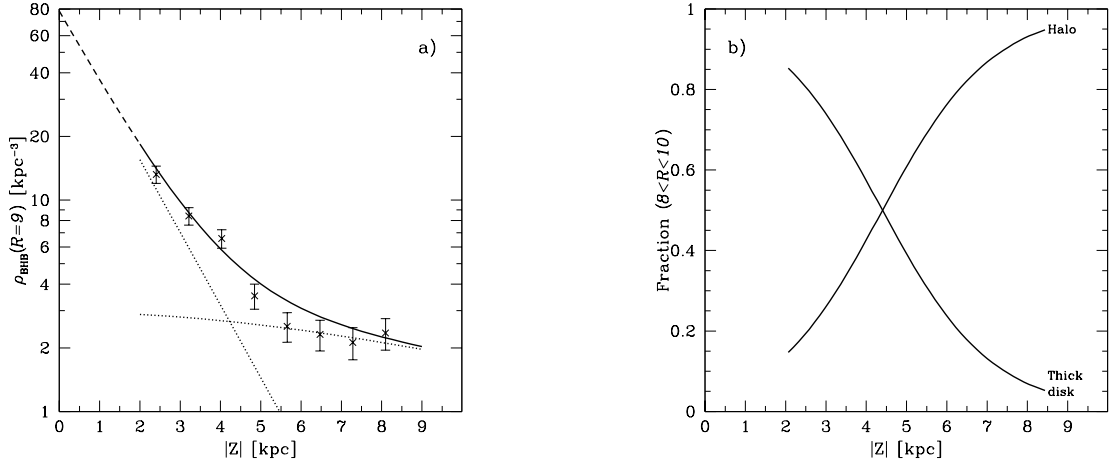 80
60
40
20
10
8
6
4
2
1
ρBHB(R=9) [kpc−3]
a)
0 1 2 3 4 5 6 7 8 9
|Z| [kpc]
1
0.8
0.6
0.4
0.2
0
Fraction (8<R<10)
b)
Halo
Thick
disk
0 1 2 3 4 5 6 7 8 9
|Z| [kpc]